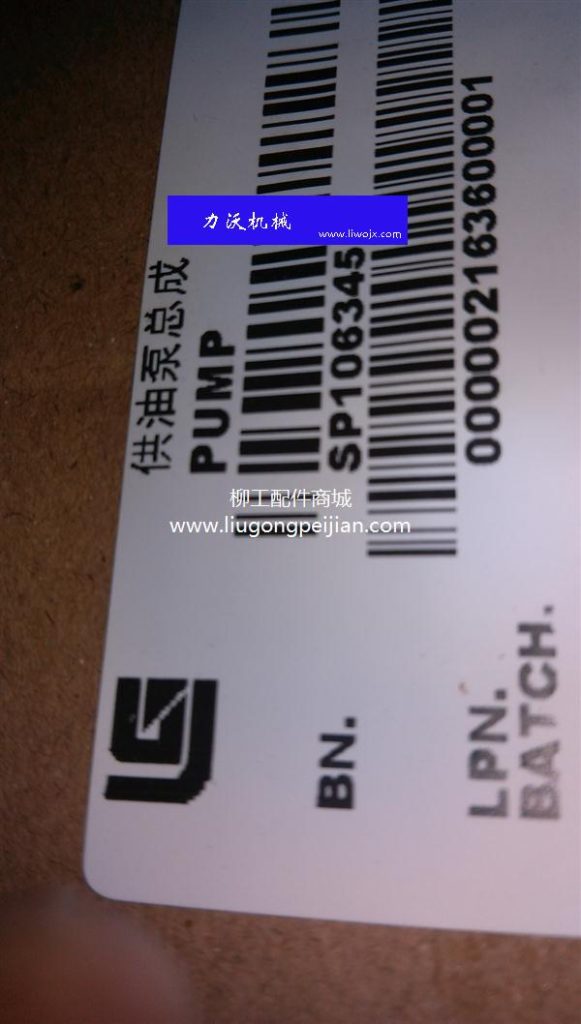 供油泵总成
PUMP
BN.
SP106345
LPN.
000002163600001
BATCH.
力沃机械
www.liwojx.com
柳工配件商城
www.liugongpeijian.com